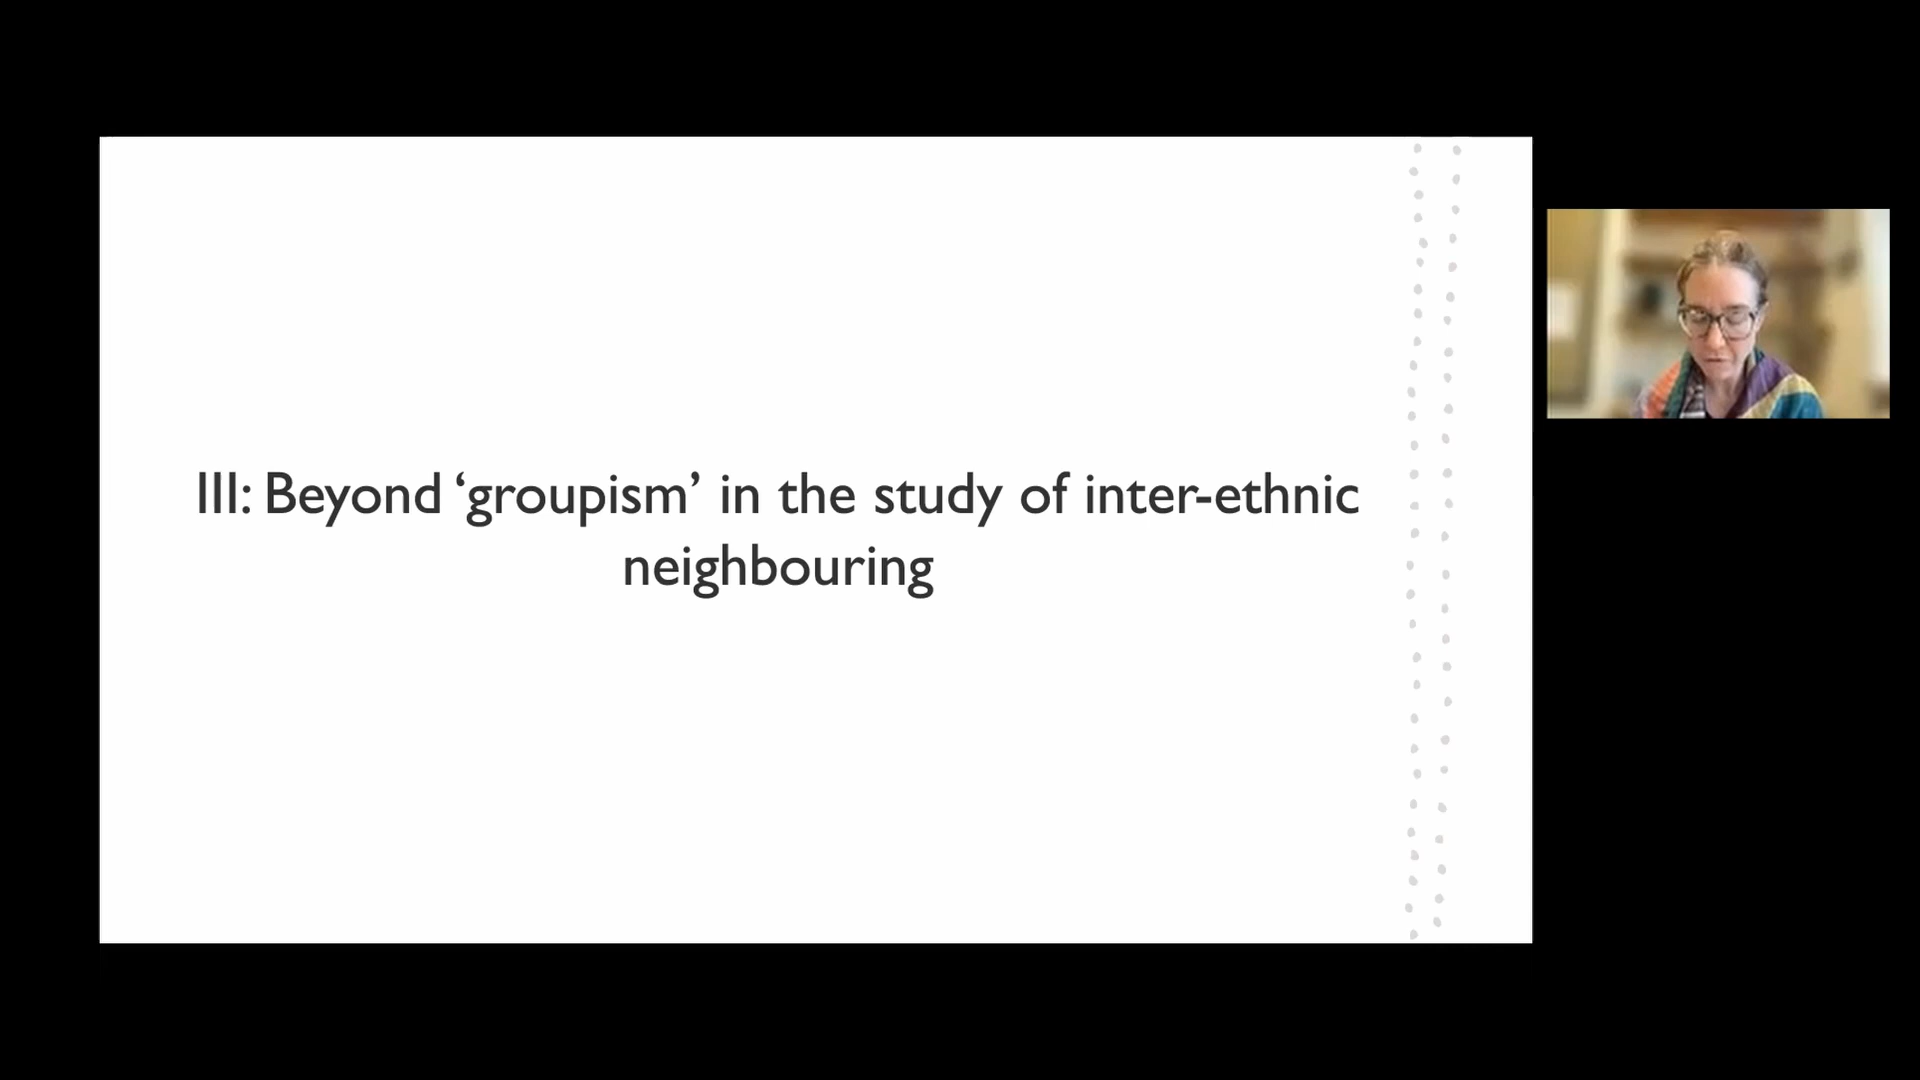 III: Beyond ‘groupism’ in the study of inter-ethnic
neighbouring